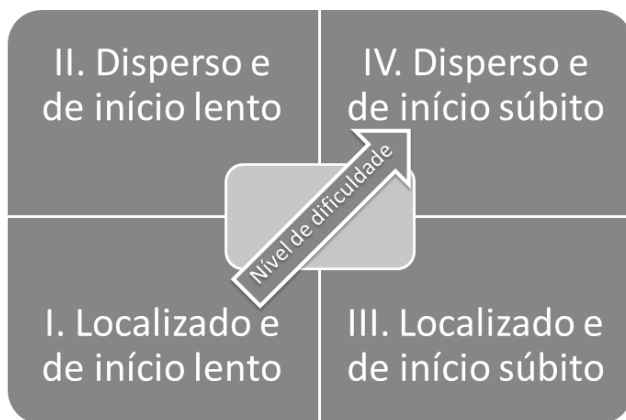 II. Disperso e
de início lento
IV. Disperso e
de início súbito
Nível de dificuldade
I. Localizado e
de início lento
III. Localizado e
de início súbito